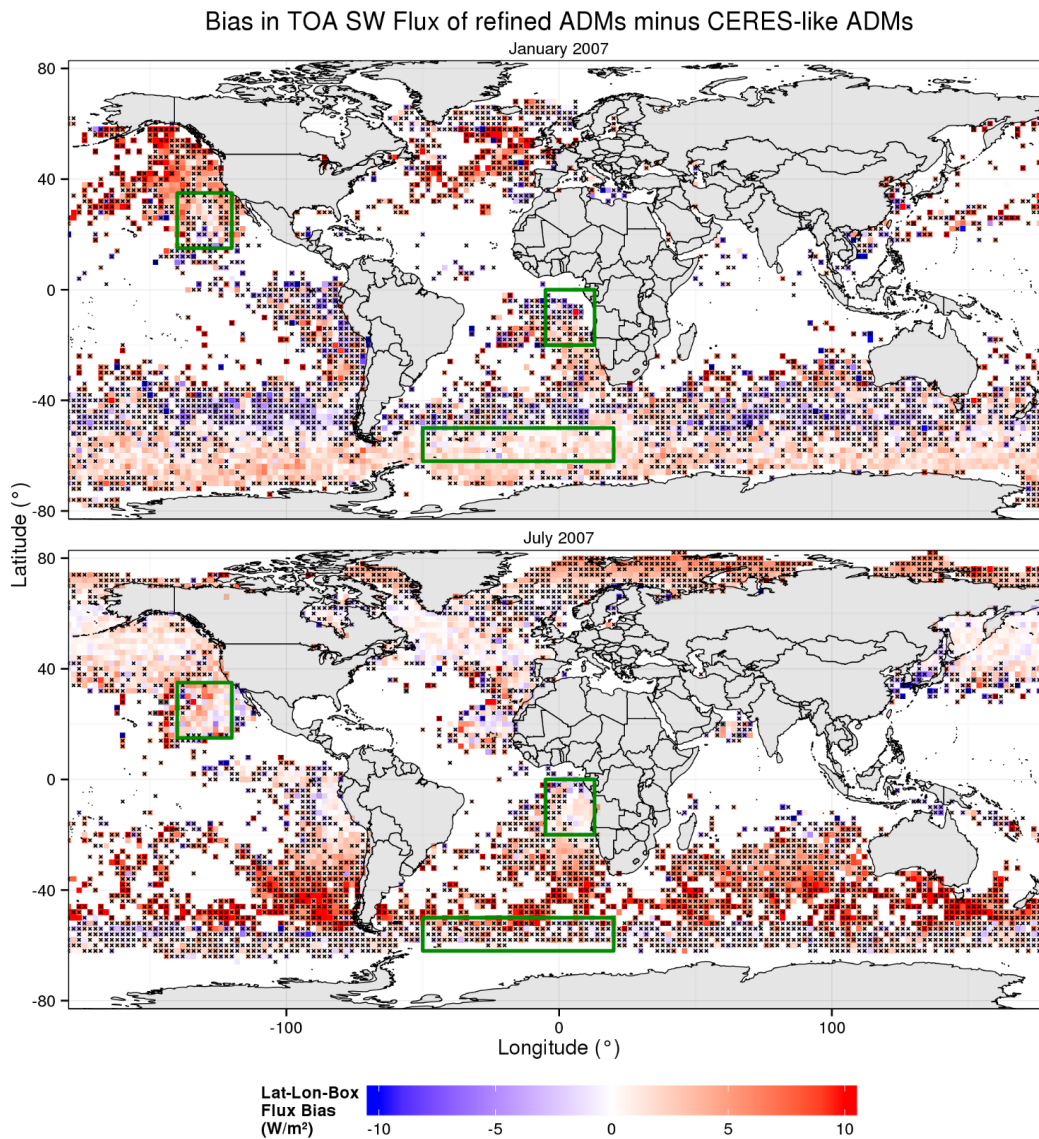 Bias in TOA SW Flux of refined ADMs minus CERES-like ADMs
January 2007
80
40
0
-40
-80
Latitude (°)
July 2007
80
40
0
-40
-80
-100
0
100
Longitude (°)
Lat-Lon-Box
Flux Bias
(W/m²)
-10
-5
0
5
10